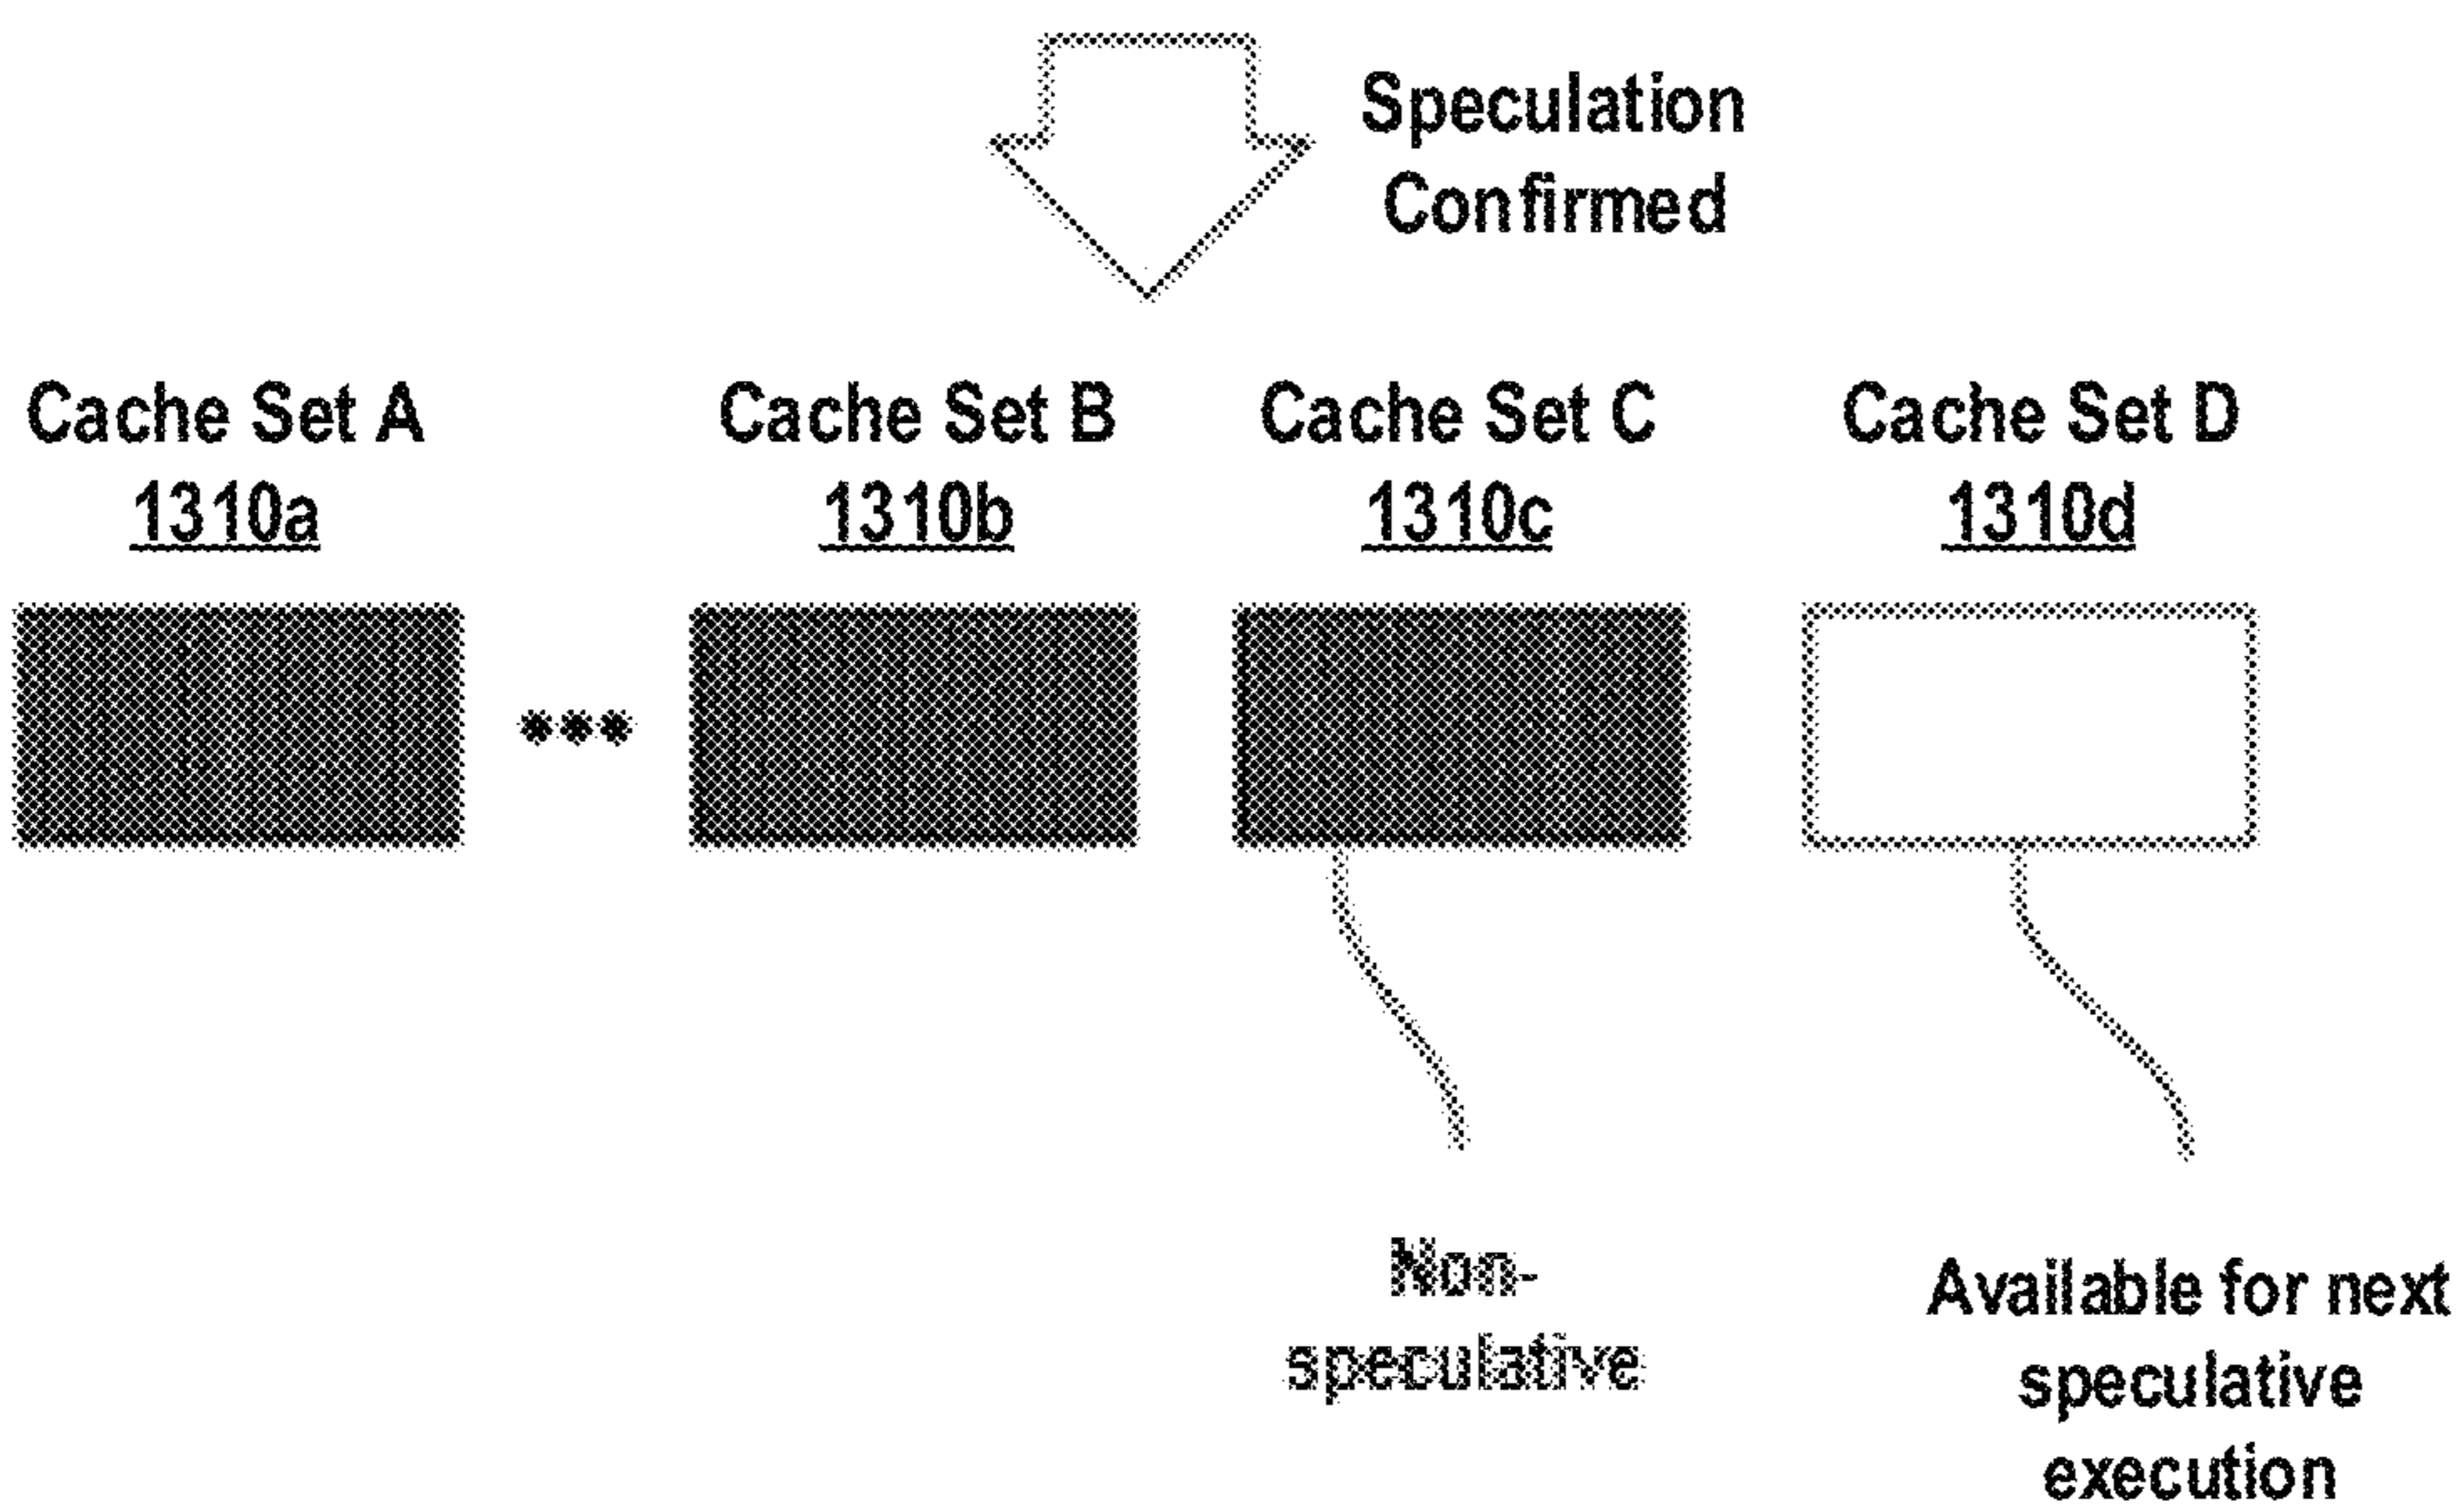 Speculation
Confirmed
Cache Set A
1310a
Cache Set B
1310b
Cache Set C
1310c
Cache Set D
1310d
***
Non-
speculative
Available for next
speculative
execution